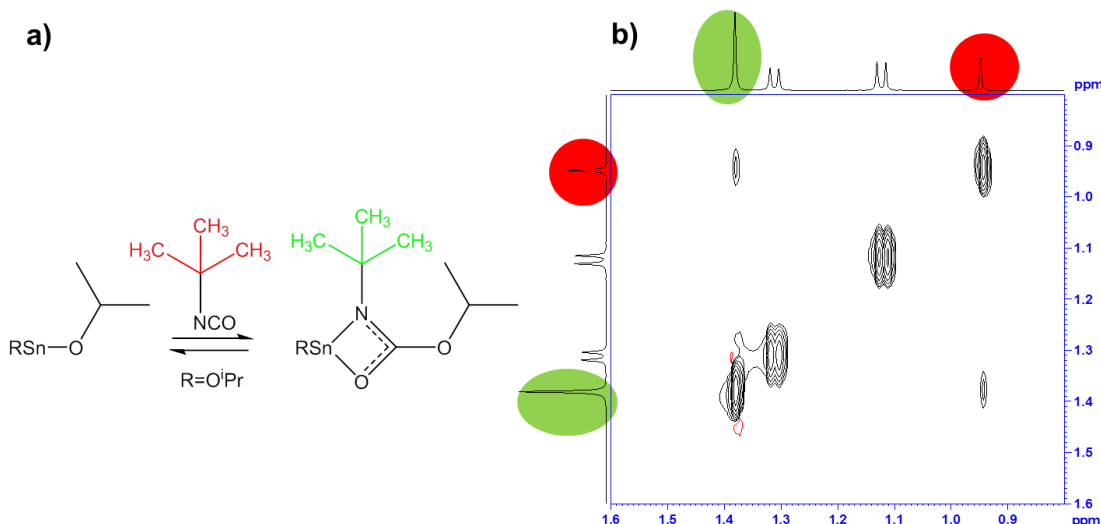 a)
b)
ppm
CH₃
H₃C
CH₃
CH₃
H₃C
CH₃
NCO
RSn
O
R=OⁱPr
N
RSn
O
O
0.9
1.0
1.1
1.2
1.3
1.4
1.5
1.6
1.6
1.5
1.4
1.3
1.2
1.1
1.0
0.9
ppm